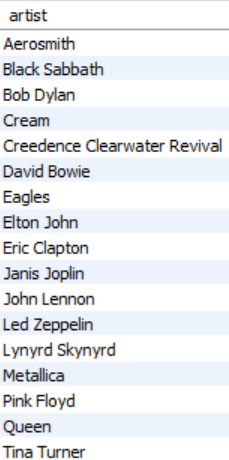 artist
Aerosmith
Black Sabbath
Bob Dylan
Cream
Creedence Clearwater Revival
David Bowie
Eagles
Elton John
Eric Clapton
Janis Joplin
John Lennon
Led Zeppelin
Lynyrd Skynyrd
Metallica
Pink Floyd
Queen
Tina Turner